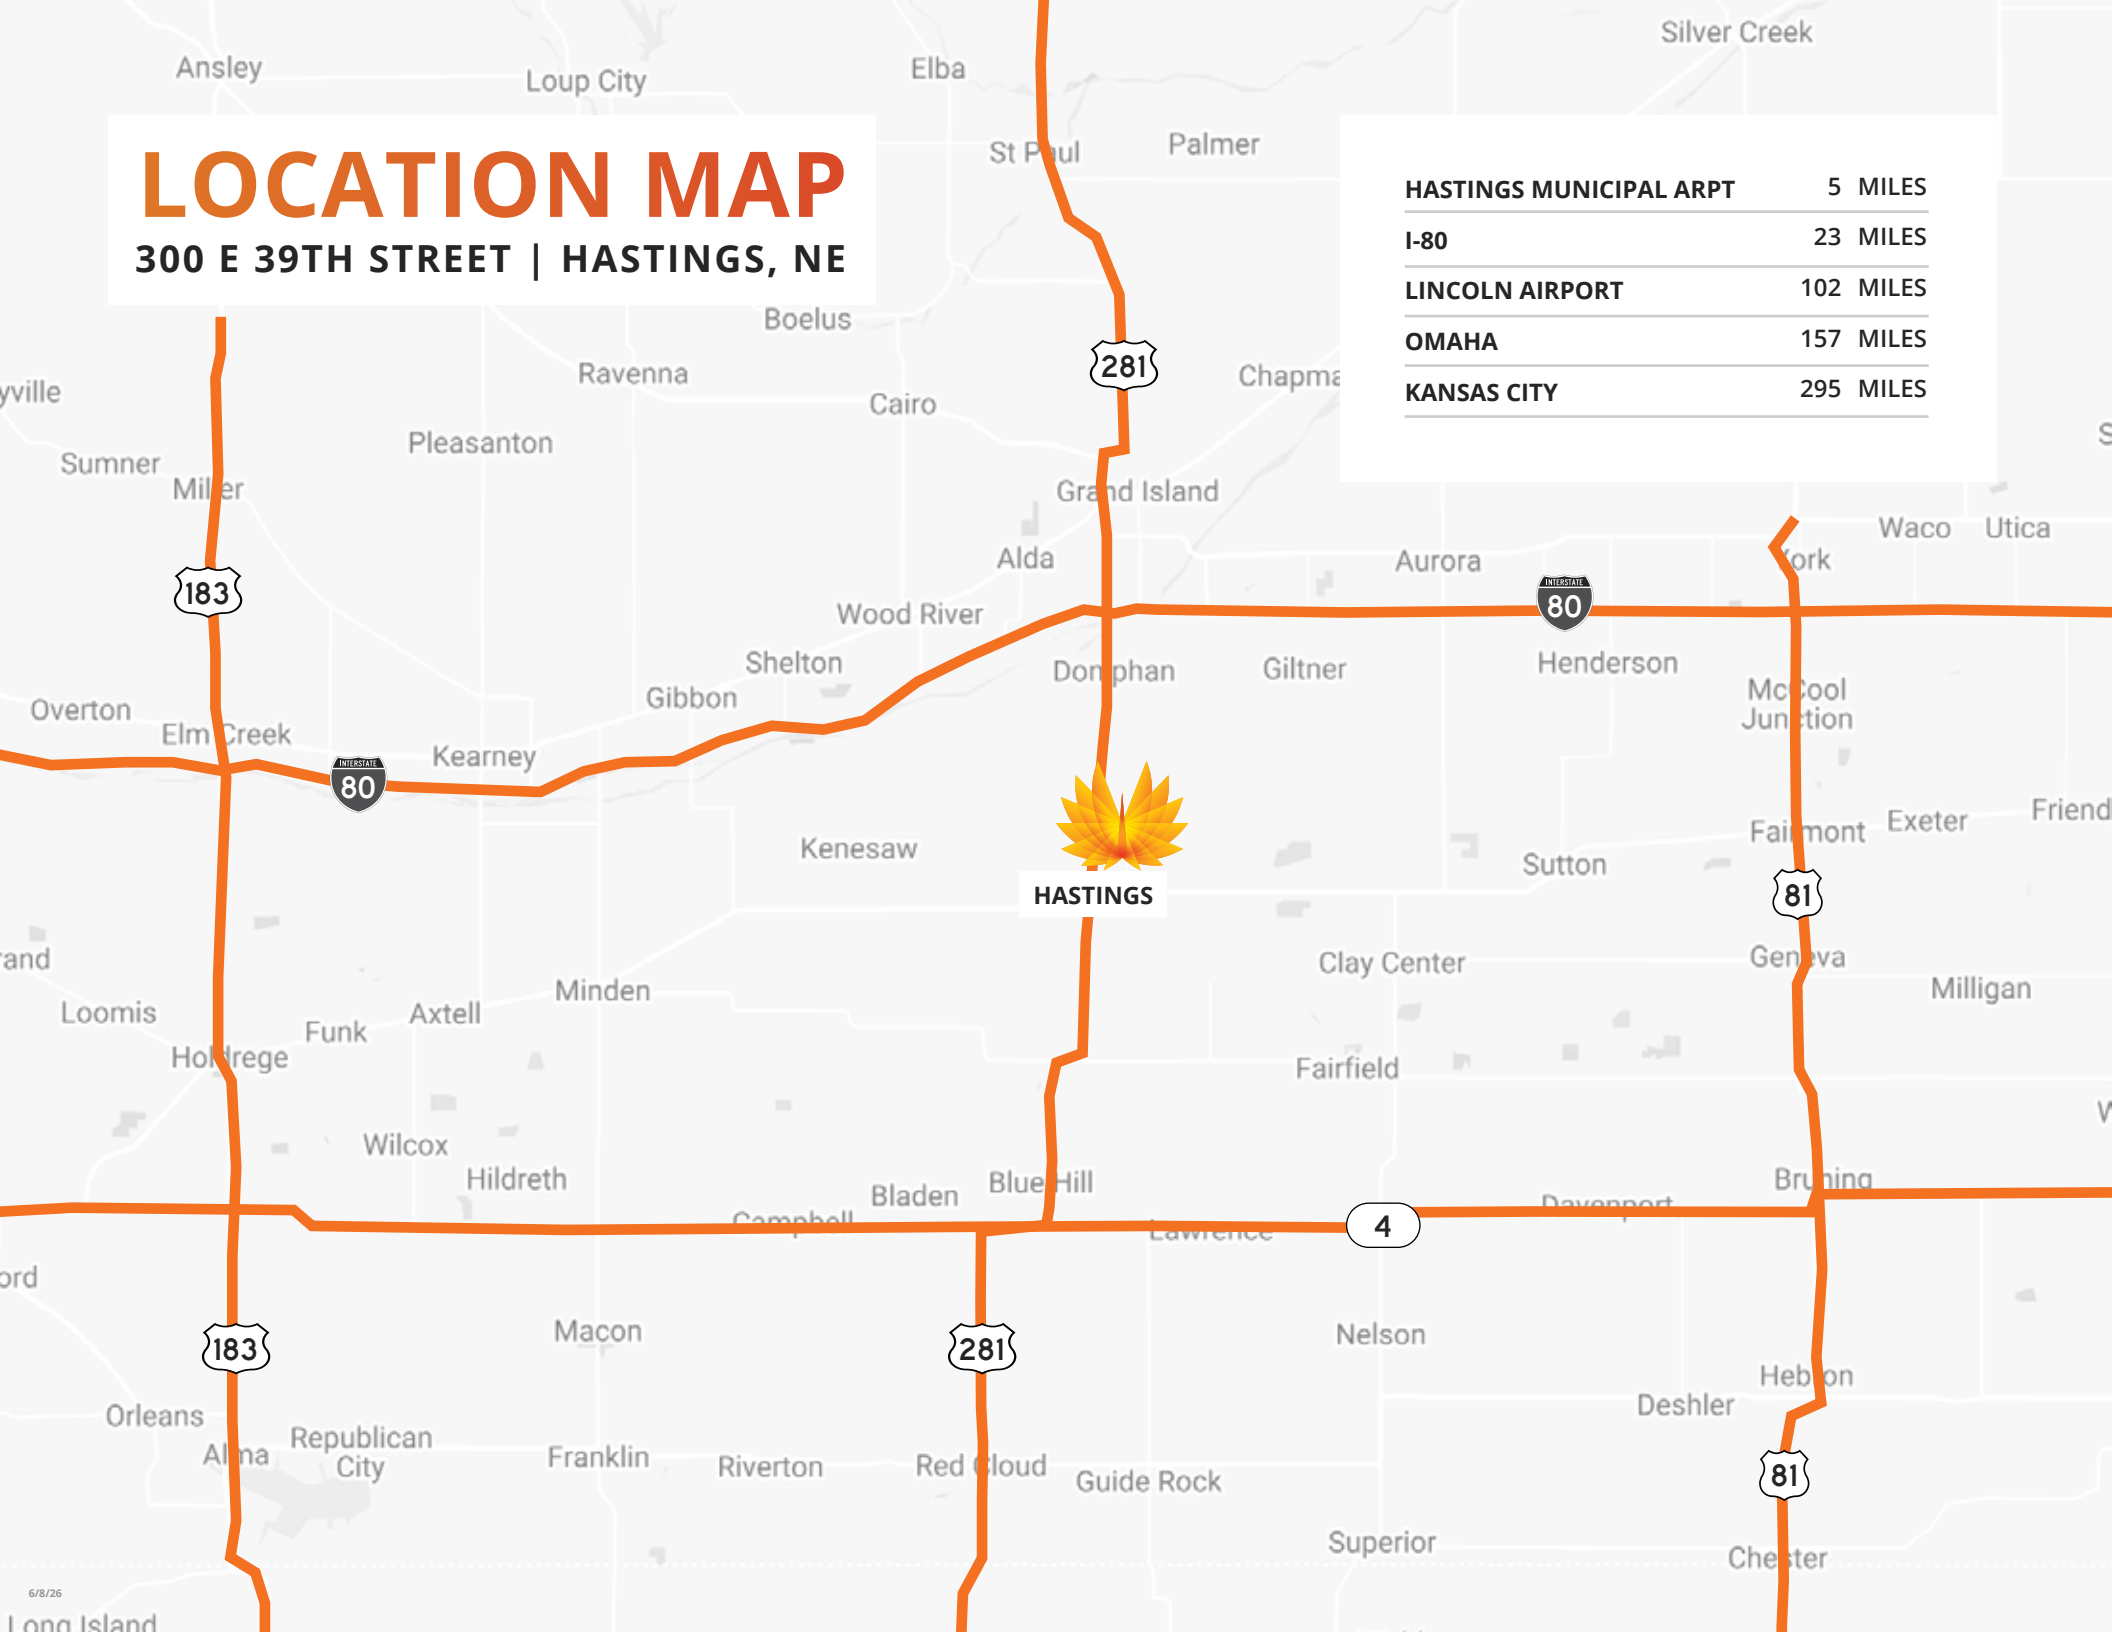 Silver Creek
Ansley
Loup City
Elba
St Paul
Palmer
LOCATION MAP
300 E 39TH STREET | HASTINGS, NE
HASTINGS MUNICIPAL ARPT 5 MILES
I-80 23 MILES
LINCOLN AIRPORT 102 MILES
OMAHA 157 MILES
KANSAS CITY 295 MILES
Boelus
Ravenna
281
Chapma
yville
Cairo
Pleasanton
S
Sumner
Miller
Grand Island
Waco
Utica
Alda
Aurora
York
183
INTERSTATE
80
Wood River
Shelton
Doniphan
Giltner
Henderson
Gibbon
McCool
Junction
Overton
Elm Creek
Kearney
INTERSTATE
80
Friend
Exeter
Fairmont
Kenesaw
Sutton
HASTINGS
81
rand
Clay Center
Geneva
Milligan
Minden
Loomis
Axtell
Funk
Holdrege
Fairfield
W
Wilcox
Hildreth
Blue Hill
Bruning
Bladen
Davenport
Campbell
Lawrence
4
ord
Macon
Nelson
183
281
Hebron
Deshler
Orleans
Republican
City
Alma
Franklin
Riverton
Red Cloud
Guide Rock
81
Superior
Chester
6/8/26
Long Island